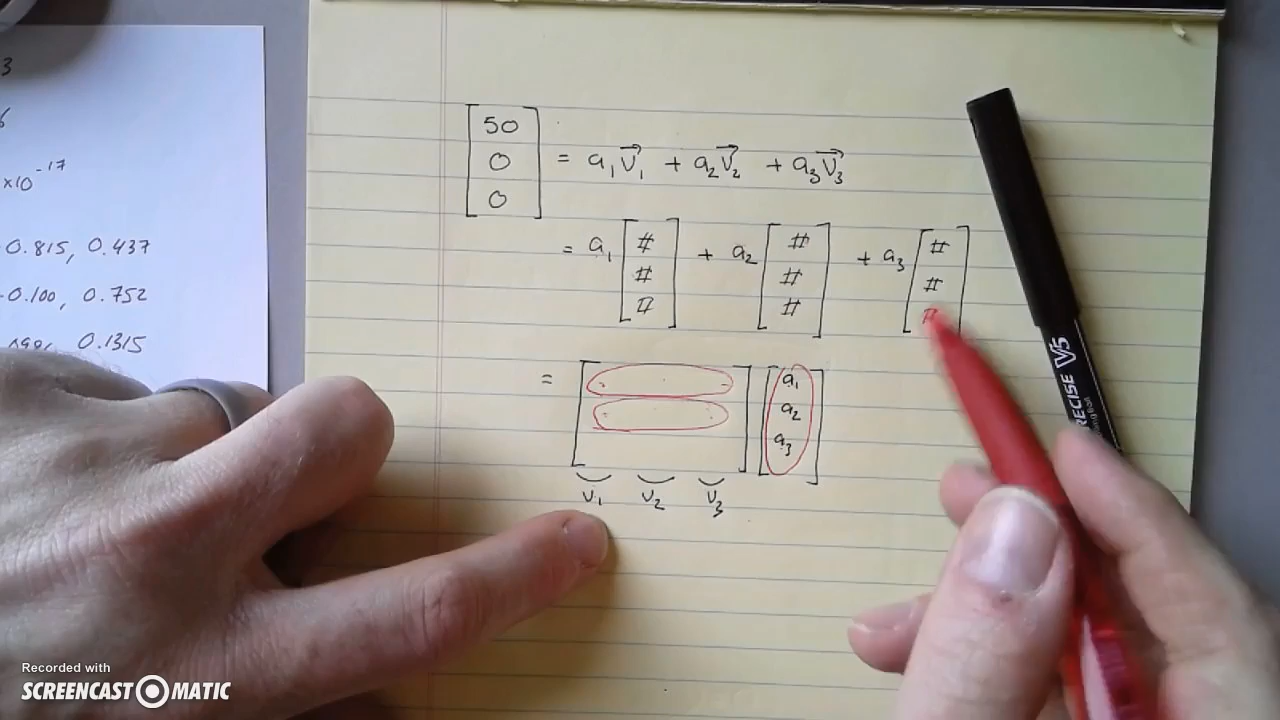 3
6
×10⁻¹⁷
0.815, 0.437
-0.100, 0.752
0.1315
[50 0 0] = a₁v⃗₁ + a₂v⃗₂ + a₃v⃗₃
= a₁[# # #] + a₂[# # #] + a₃[# # #]
= [ ] [a₁ a₂ a₃]
v₁ v₂ v₃
PRECISE V5
Recorded with
SCREENCAST-O-MATIC